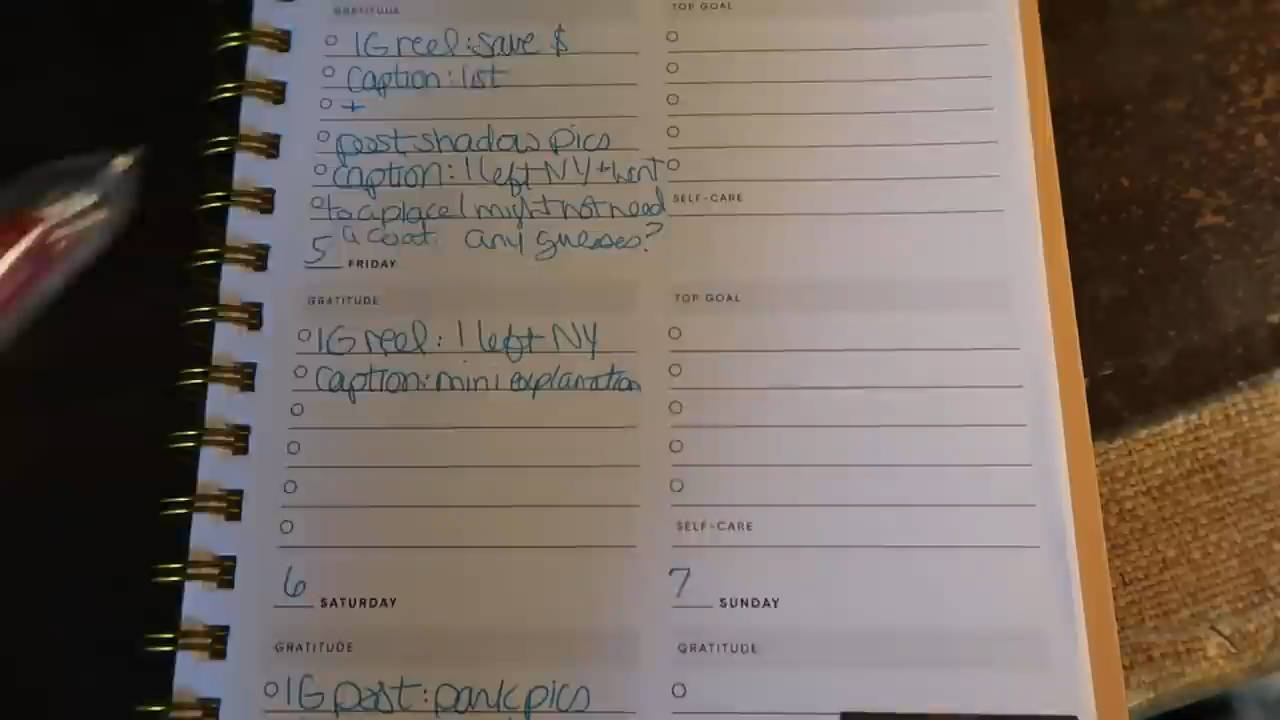 GRATITUDE
TOP GOAL
IG reel: save $
Caption: list
+
post shadow pics
caption: I left NY + went
to a place I might not need
a coat. any guesses?
SELF-CARE
5 FRIDAY
GRATITUDE
TOP GOAL
IG reel: I left NY
Caption: mini explanation
SELF-CARE
6 SATURDAY
7 SUNDAY
GRATITUDE
GRATITUDE
IG post: park pics